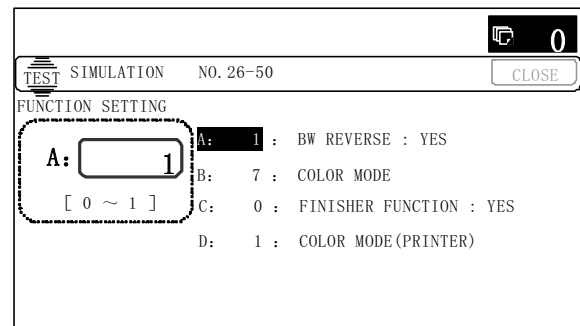 0
TEST SIMULATION NO. 26-50 CLOSE
FUNCTION SETTING
A: 1
[ 0 ~ 1 ]
A: 1 : BW REVERSE : YES
B: 7 : COLOR MODE
C: 0 : FINISHER FUNCTION : YES
D: 1 : COLOR MODE(PRINTER)